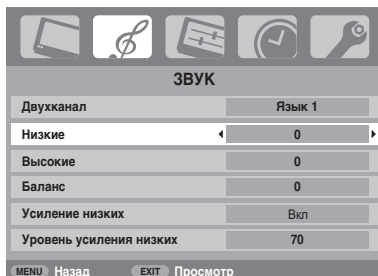 ЗВУК
Двухканал Язык 1
Низкие 0
Высокие 0
Баланс 0
Усиление низких Вкл
Уровень усиления низких 70
MENU Назад EXIT Просмотр